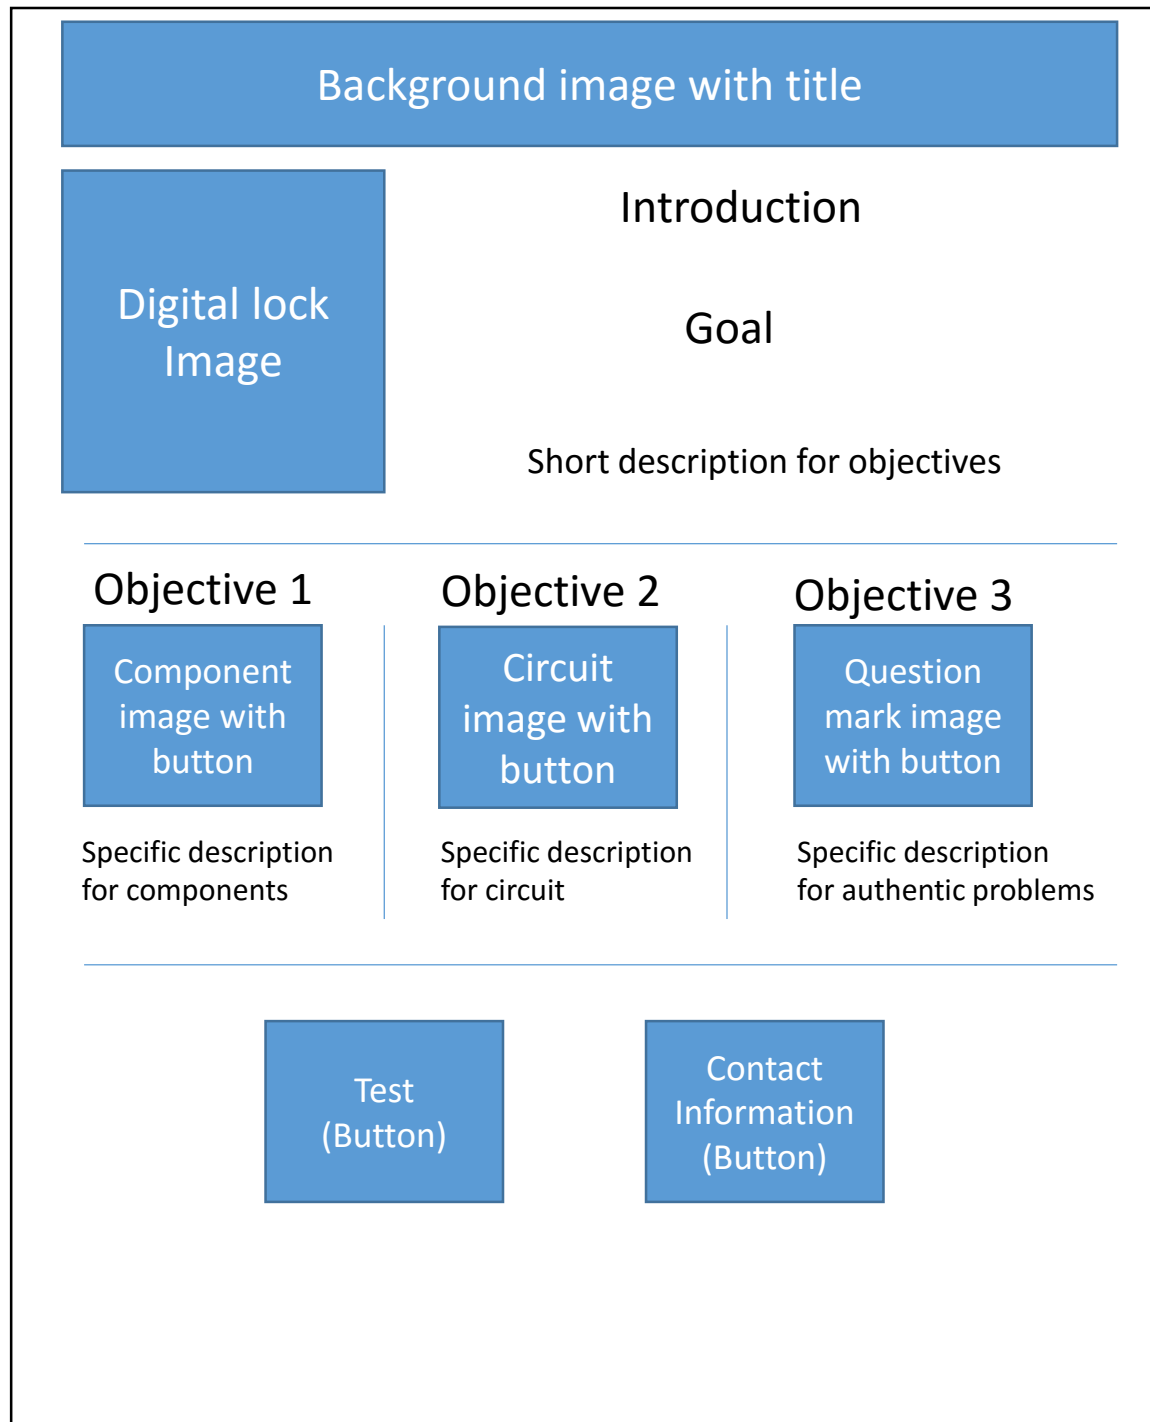 Background image with title
Digital lock
Image
Introduction
Goal
Short description for objectives
Objective 1
Component
image with
button
Specific description
for components
Objective 2
Circuit
image with
button
Specific description
for circuit
Objective 3
Question
mark image
with button
Specific description
for authentic problems
Test
(Button)
Contact
Information
(Button)